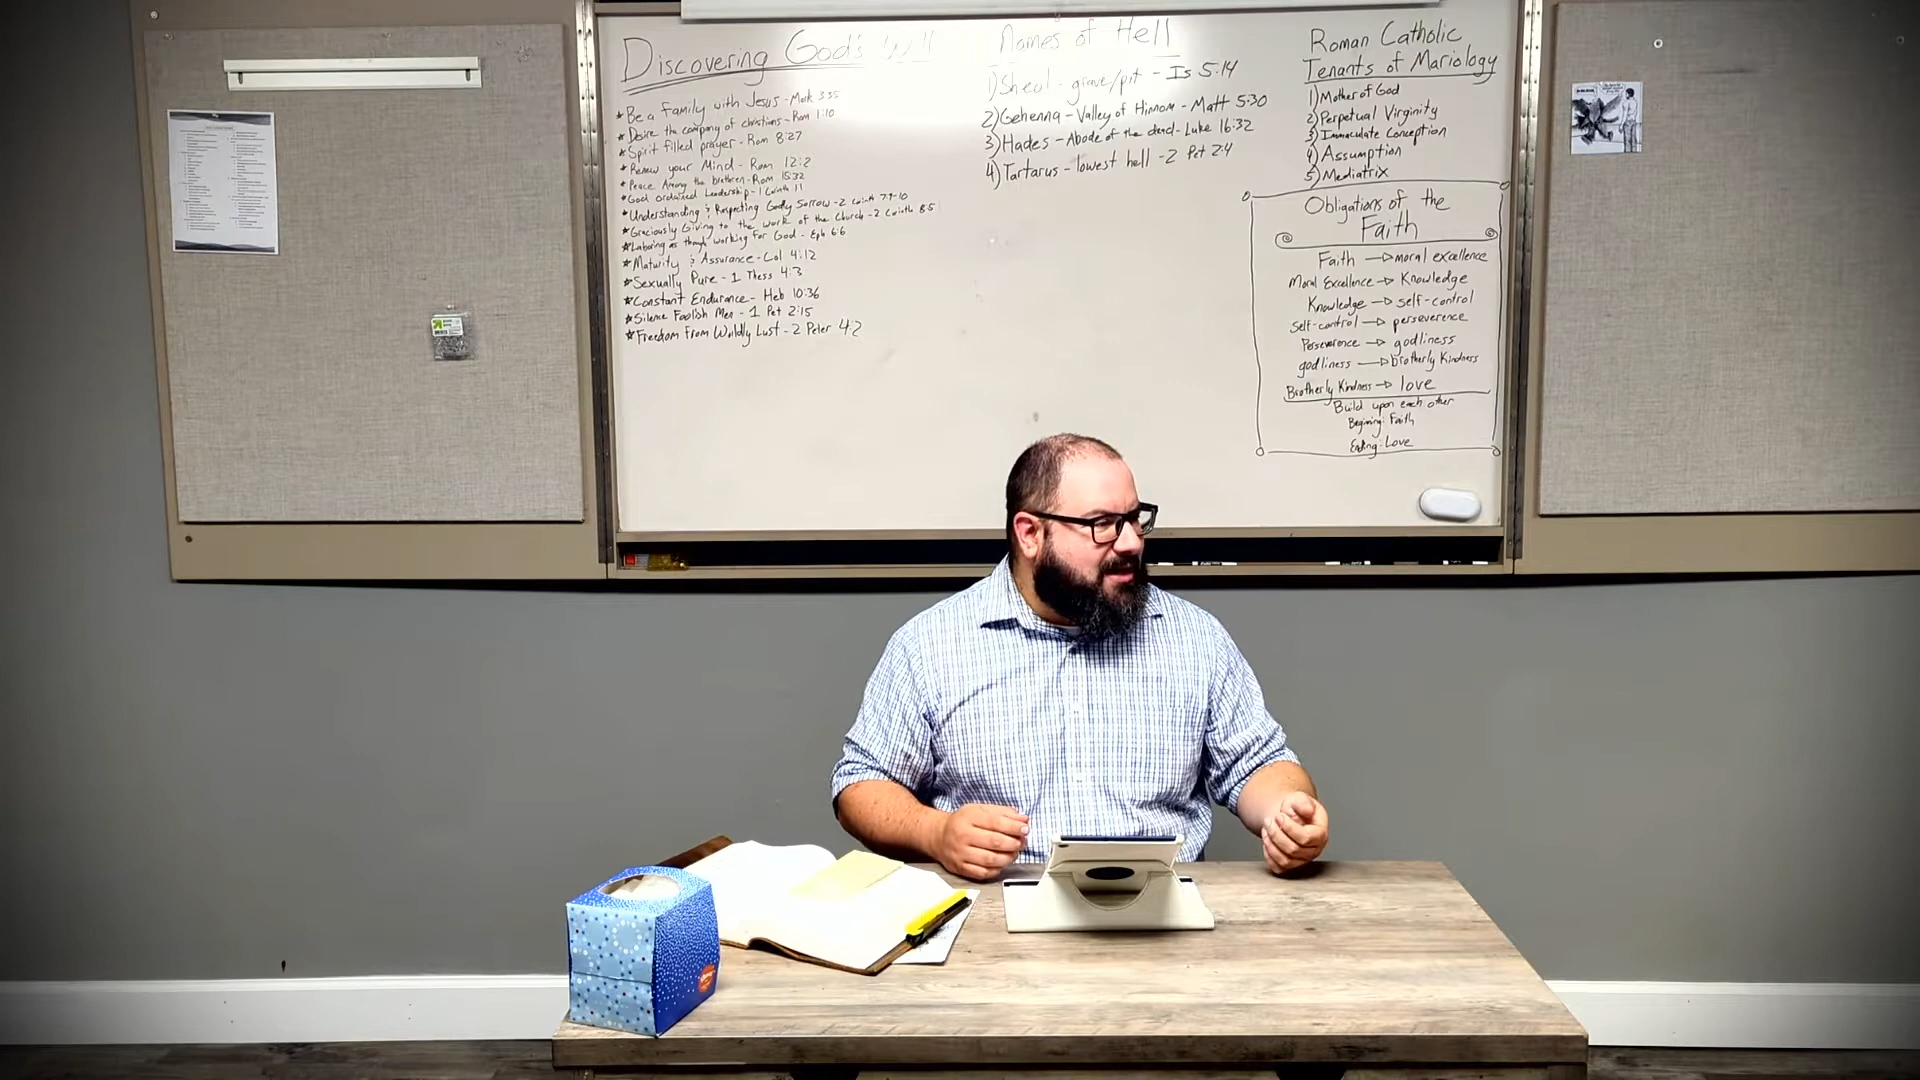 Discovering God's Will
* Be a family with Jesus - Mark 3:35
* Desire the company of christians - Rom 1:10
* Spirit filled prayer - Rom 8:27
* Renew your Mind - Rom 12:2
* Peace Among the brethren - Rom 15:32
* God ordained Leadership - 1 Corinth 1:1
* Understanding & Respecting Godly Sorrow - 2 Corinth 7:9-10
* Graciously Giving to the work of the Church - 2 Corinth 8:5
* Laboring as though working for God - Eph 6:6
* Maturity & Assurance - Col 4:12
* Sexually Pure - 1 Thess 4:3
* Constant Endurance - Heb 10:36
* Silence Foolish Men - 1 Pet 2:15
* Freedom from Worldly Lust - 2 Peter 4:2
Names of Hell
1) Sheol - grave/pit - Is 5:14
2) Gehenna - Valley of Hinnom - Matt 5:30
3) Hades - Abode of the dead - Luke 16:32
4) Tartarus - lowest hell - 2 Pet 2:4
Roman Catholic
Tenants of Mariology
1) Mother of God
2) Perpetual Virginity
3) Immaculate Conception
4) Assumption
5) Mediatrix
Obligations of the
Faith
Faith → moral excellence
Moral Excellence → Knowledge
Knowledge → self-control
Self-control → perseverence
Perseverence → godliness
godliness → brotherly Kindness
Brotherly Kindness → love
Build upon each other
Begining: Faith
Ending: Love